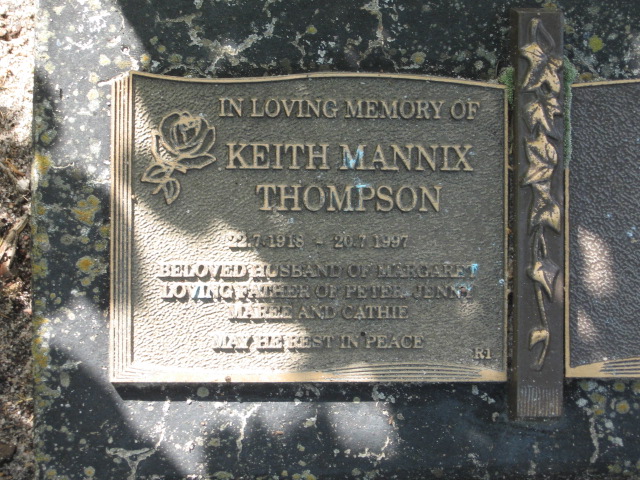 IN LOVING MEMORY OF
KEITH MANNIX
THOMPSON
22.7.1918 - 20.7.1997
BELOVED HUSBAND OF MARGARET
LOVING FATHER OF PETER, JENNY
MAREE AND CATHIE
MAY HE REST IN PEACE
R1